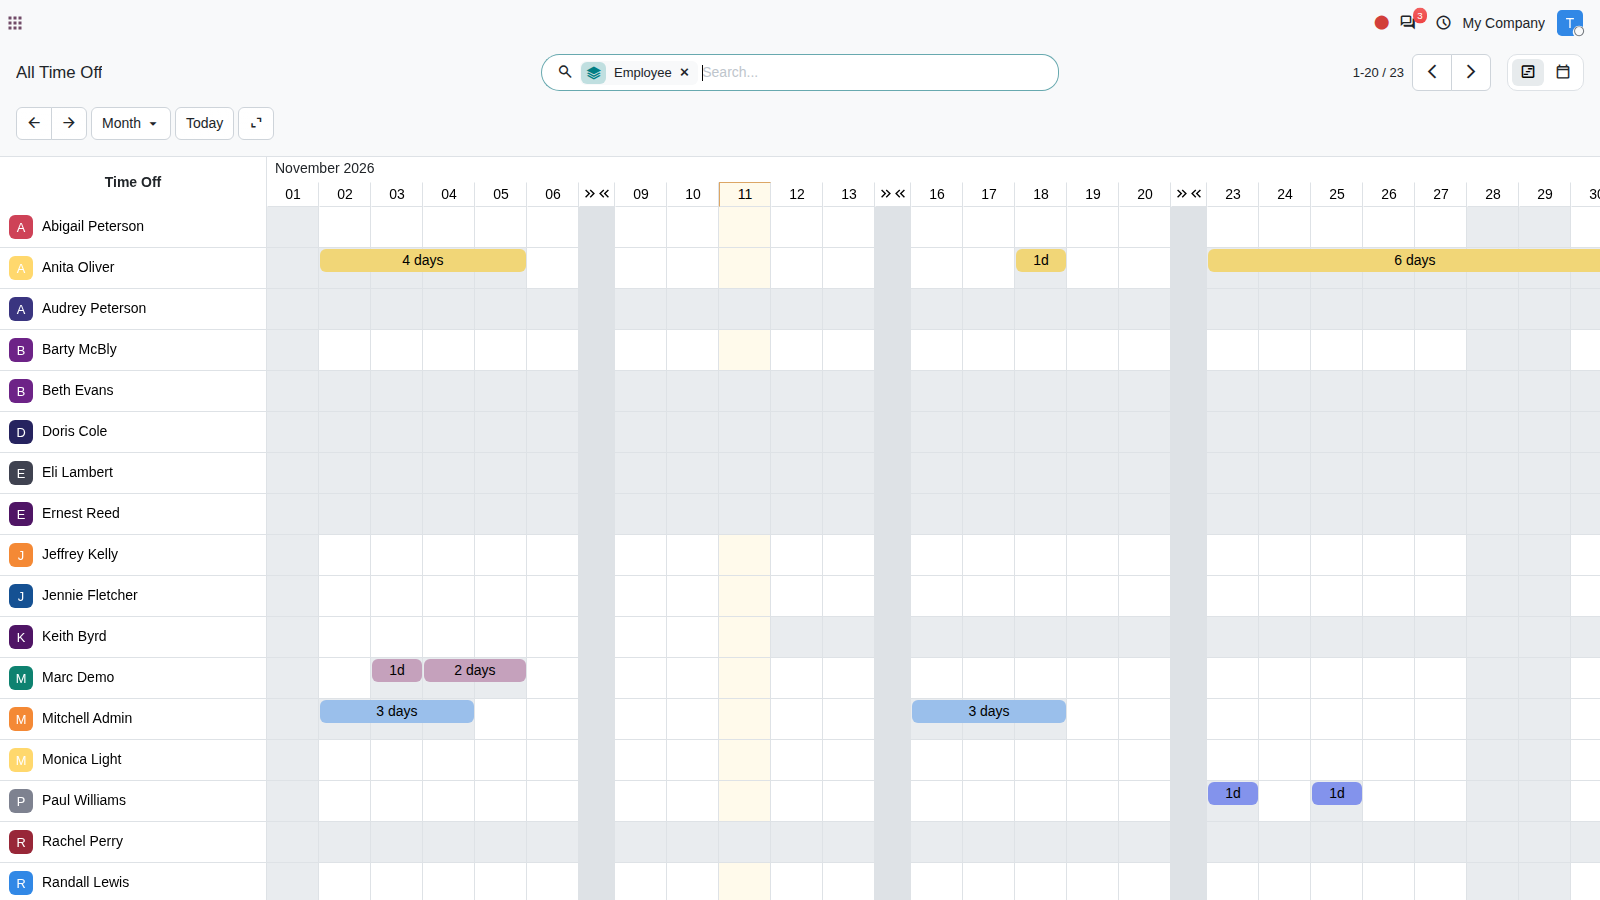 3
My Company
T
All Time Off
Employee
Search...
1-20 / 23
Month
Today
Time Off
November 2026
01 02 03 04 05 06 09 10 11 12 13 16 17 18 19 20 23 24 25 26 27 28 29 30
A Abigail Peterson
A Anita Oliver
4 days 1d 6 days
A Audrey Peterson
B Barty McBly
B Beth Evans
D Doris Cole
E Eli Lambert
E Ernest Reed
J Jeffrey Kelly
J Jennie Fletcher
K Keith Byrd
M Marc Demo
1d 2 days
M Mitchell Admin
3 days 3 days
M Monica Light
P Paul Williams
1d 1d
R Rachel Perry
R Randall Lewis